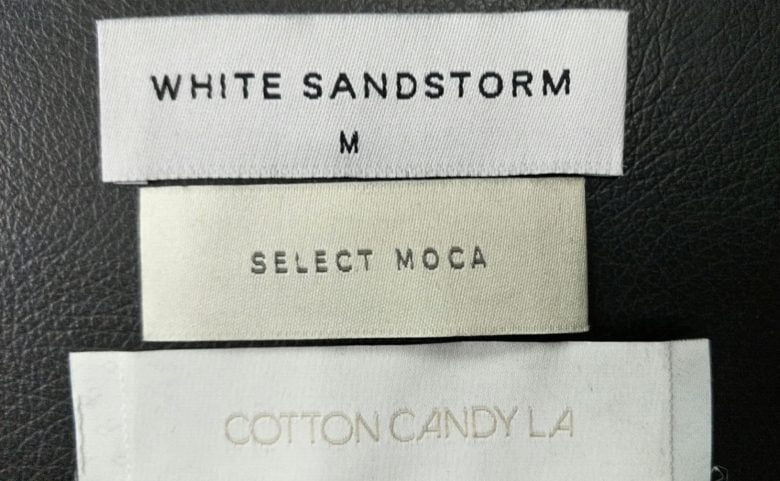 WHITE SANDSTORM
M
SELECT MOCA
COTTON CANDY LA